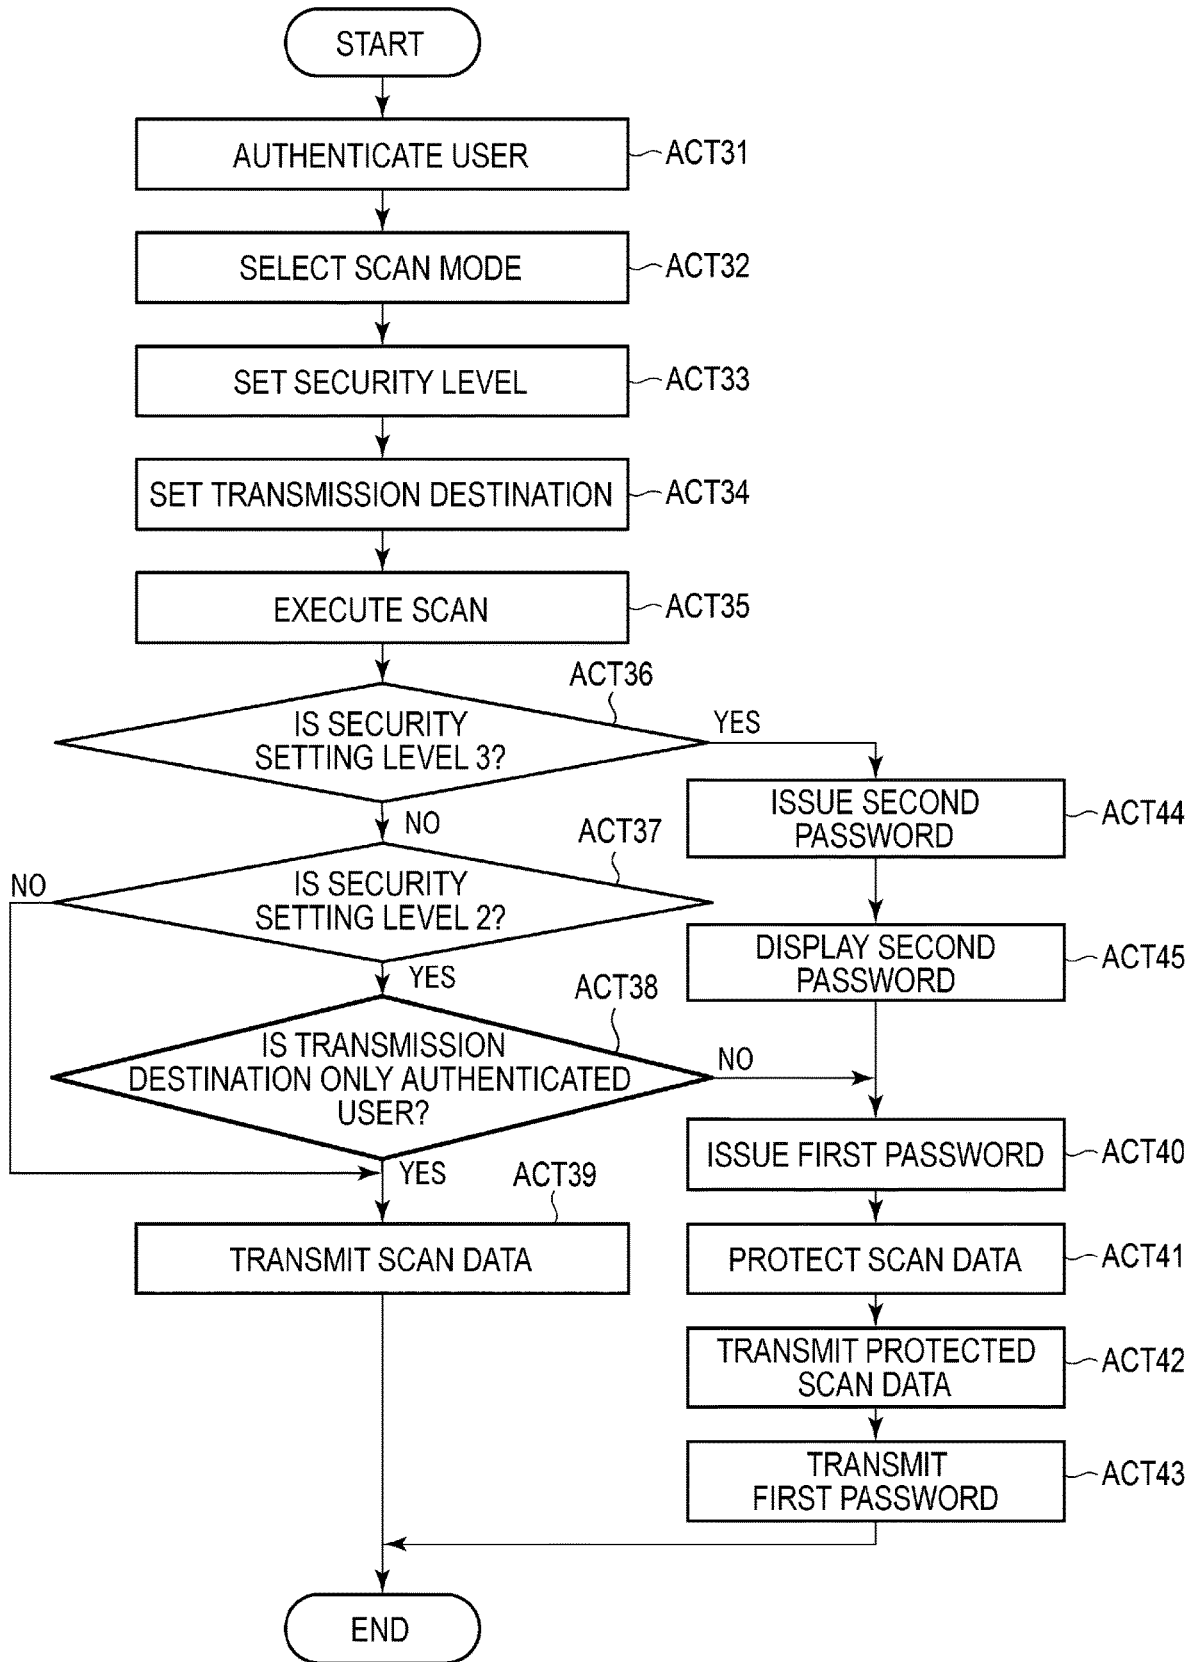 START
AUTHENTICATE USER
ACT31
SELECT SCAN MODE
ACT32
SET SECURITY LEVEL
ACT33
SET TRANSMISSION DESTINATION
ACT34
EXECUTE SCAN
ACT35
ACT36
IS SECURITY
SETTING LEVEL 3?
YES
NO
ISSUE SECOND
PASSWORD
ACT44
ACT37
IS SECURITY
SETTING LEVEL 2?
NO
YES
DISPLAY SECOND
PASSWORD
ACT45
ACT38
IS TRANSMISSION
DESTINATION ONLY AUTHENTICATED
USER?
NO
YES
ISSUE FIRST PASSWORD
ACT40
ACT39
TRANSMIT SCAN DATA
PROTECT SCAN DATA
ACT41
TRANSMIT PROTECTED
SCAN DATA
ACT42
TRANSMIT
FIRST PASSWORD
ACT43
END